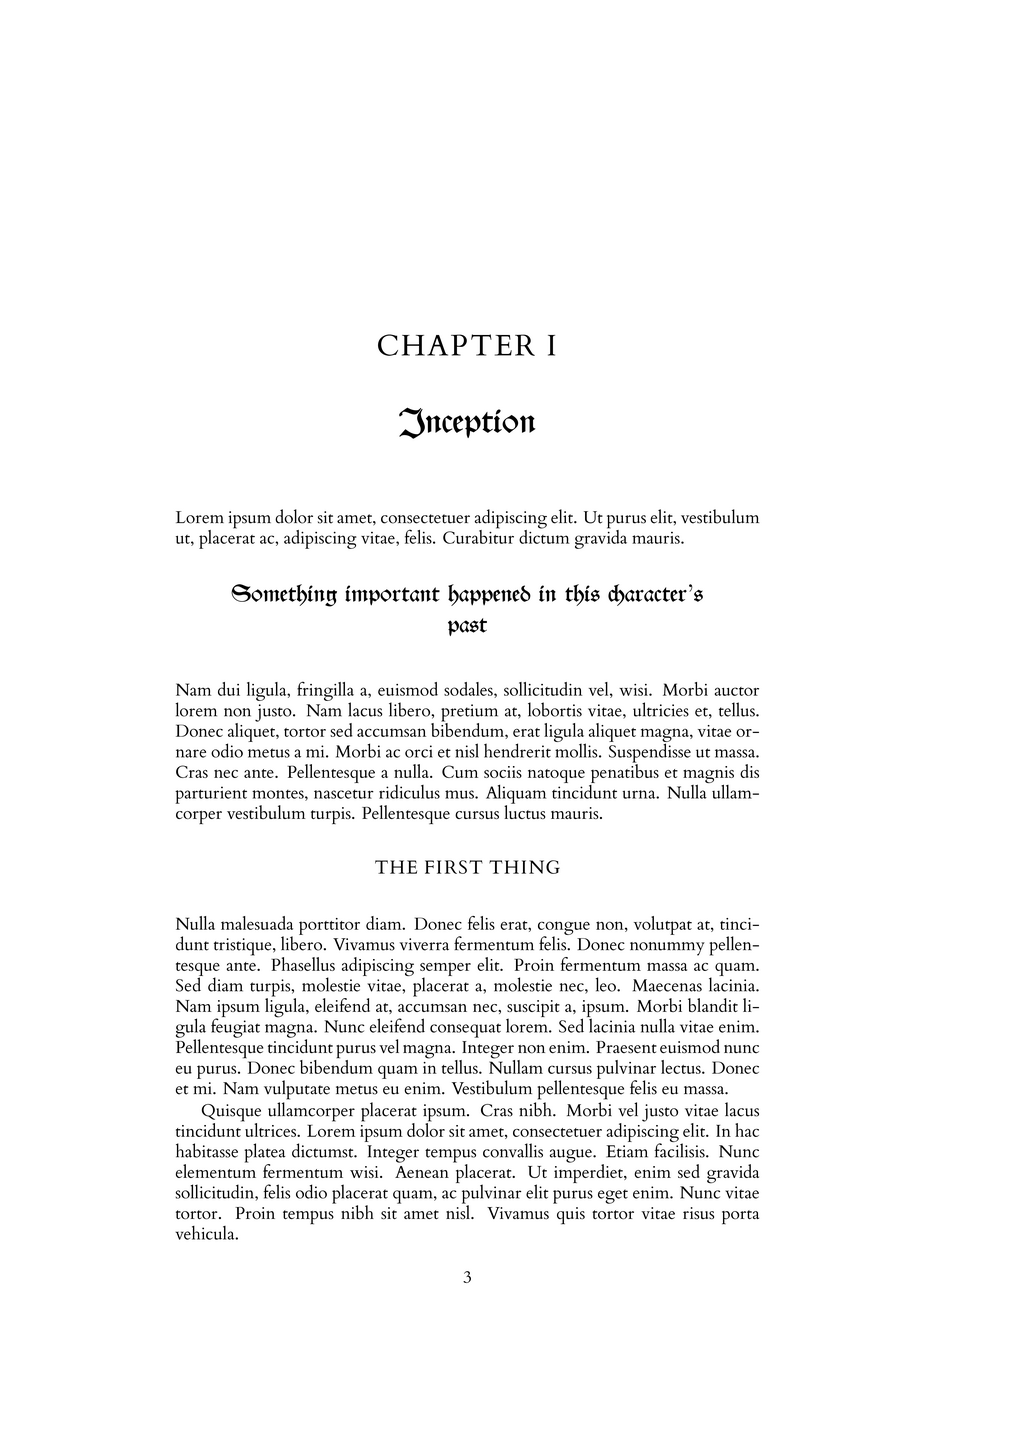 CHAPTER I
Inception
Lorem ipsum dolor sit amet, consectetuer adipiscing elit. Ut purus elit, vestibulum
ut, placerat ac, adipiscing vitae, felis. Curabitur dictum gravida mauris.
Something important happened in this character's
past
Nam dui ligula, fringilla a, euismod sodales, sollicitudin vel, wisi. Morbi auctor
lorem non justo. Nam lacus libero, pretium at, lobortis vitae, ultricies et, tellus.
Donec aliquet, tortor sed accumsan bibendum, erat ligula aliquet magna, vitae or-
nare odio metus a mi. Morbi ac orci et nisl hendrerit mollis. Suspendisse ut massa.
Cras nec ante. Pellentesque a nulla. Cum sociis natoque penatibus et magnis dis
parturient montes, nascetur ridiculus mus. Aliquam tincidunt urna. Nulla ullam-
corper vestibulum turpis. Pellentesque cursus luctus mauris.
THE FIRST THING
Nulla malesuada porttitor diam. Donec felis erat, congue non, volutpat at, tinci-
dunt tristique, libero. Vivamus viverra fermentum felis. Donec nonummy pellen-
tesque ante. Phasellus adipiscing semper elit. Proin fermentum massa ac quam.
Sed diam turpis, molestie vitae, placerat a, molestie nec, leo. Maecenas lacinia.
Nam ipsum ligula, eleifend at, accumsan nec, suscipit a, ipsum. Morbi blandit li-
gula feugiat magna. Nunc eleifend consequat lorem. Sed lacinia nulla vitae enim.
Pellentesque tincidunt purus vel magna. Integer non enim. Praesent euismod nunc
eu purus. Donec bibendum quam in tellus. Nullam cursus pulvinar lectus. Donec
et mi. Nam vulputate metus eu enim. Vestibulum pellentesque felis eu massa.
Quisque ullamcorper placerat ipsum. Cras nibh. Morbi vel justo vitae lacus
tincidunt ultrices. Lorem ipsum dolor sit amet, consectetuer adipiscing elit. In hac
habitasse platea dictumst. Integer tempus convallis augue. Etiam facilisis. Nunc
elementum fermentum wisi. Aenean placerat. Ut imperdiet, enim sed gravida
sollicitudin, felis odio placerat quam, ac pulvinar elit purus eget enim. Nunc vitae
tortor. Proin tempus nibh sit amet nisl. Vivamus quis tortor vitae risus porta
vehicula.
3